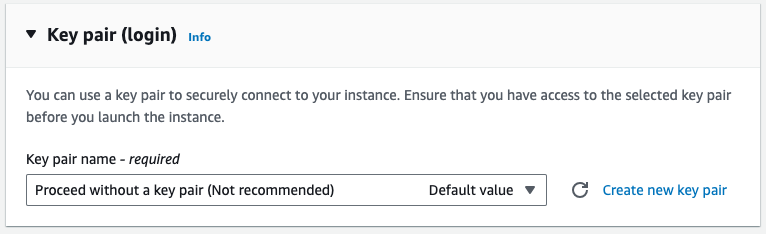 Key pair (login) Info
You can use a key pair to securely connect to your instance. Ensure that you have access to the selected key pair
before you launch the instance.
Key pair name - required
Proceed without a key pair (Not recommended) Default value Create new key pair